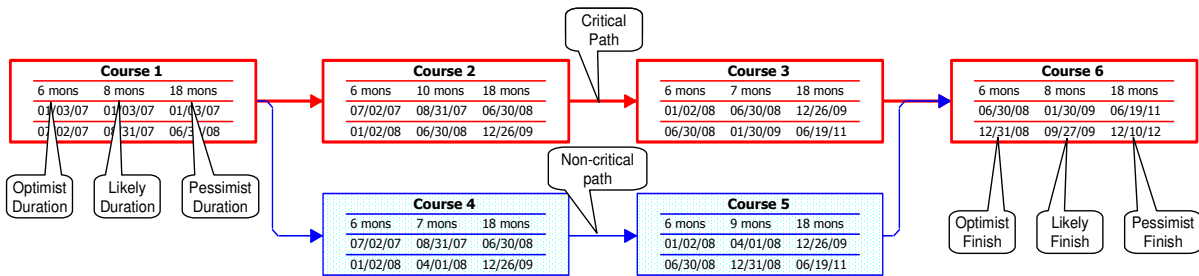 Critical
Path
Course 1
6 mons 8 mons 18 mons
01/03/07 01/03/07 01/03/07
07/02/07 08/31/07 06/30/08
Course 2
6 mons 10 mons 18 mons
07/02/07 08/31/07 06/30/08
01/02/08 06/30/08 12/26/09
Course 3
6 mons 7 mons 18 mons
01/02/08 06/30/08 12/26/09
06/30/08 01/30/09 06/19/11
Course 6
6 mons 8 mons 18 mons
06/30/08 01/30/09 06/19/11
12/31/08 09/27/09 12/10/12
Optimist
Duration
Likely
Duration
Pessimist
Duration
Non-critical
path
Optimist
Finish
Likely
Finish
Pessimist
Finish
Course 4
6 mons 7 mons 18 mons
07/02/07 08/31/07 06/30/08
01/02/08 04/01/08 12/26/09
Course 5
6 mons 9 mons 18 mons
01/02/08 04/01/08 12/26/09
06/30/08 12/31/08 06/19/11